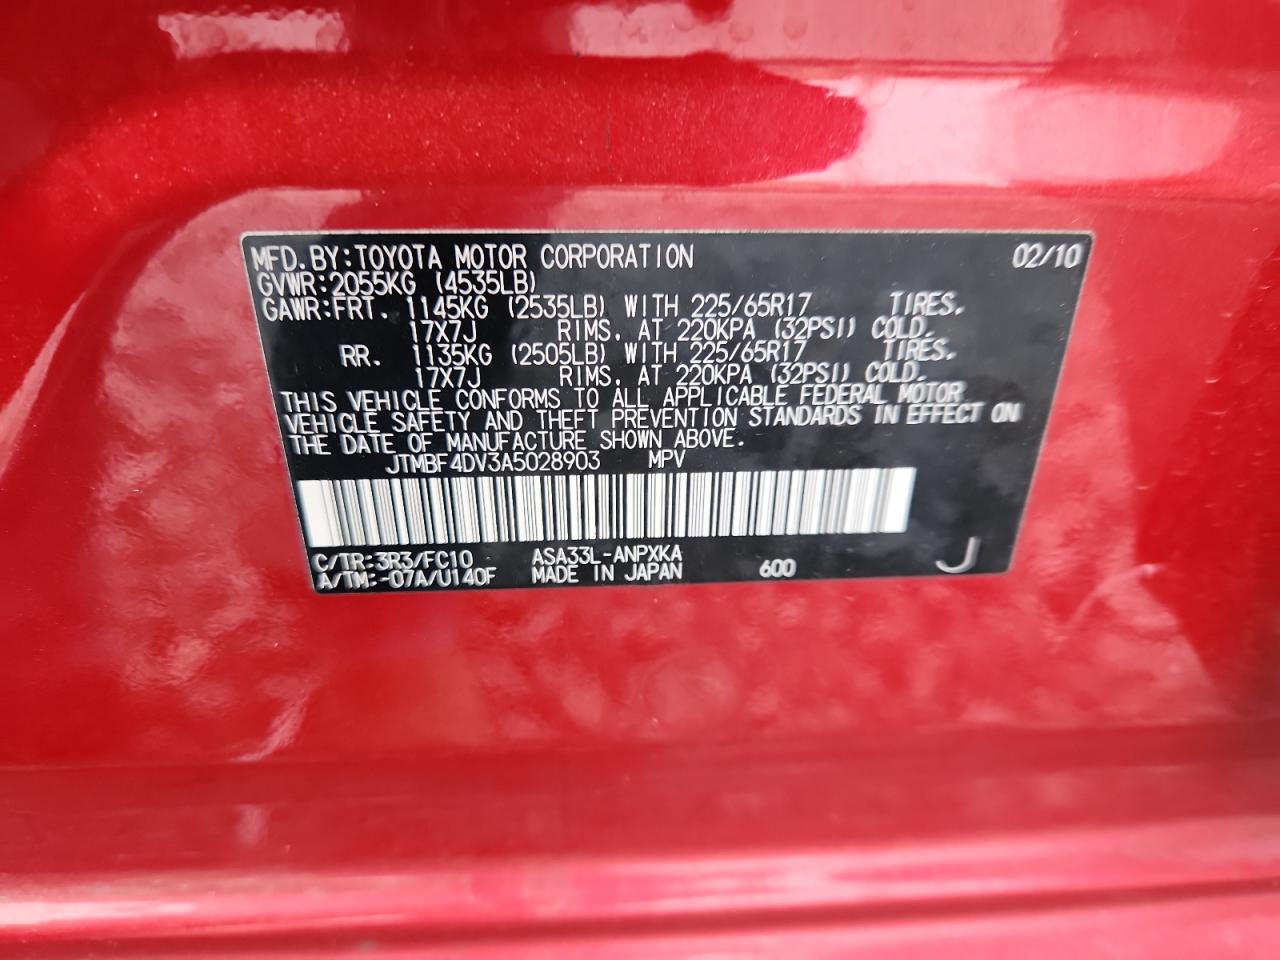 MFD. BY: TOYOTA MOTOR CORPORATION 02/10
GVWR: 2055KG (4535LB)
GAWR: FRT. 1145KG (2535LB) WITH 225/65R17 TIRES.
17X7J RIMS, AT 220KPA (32PSI) COLD.
RR. 1135KG (2505LB) WITH 225/65R17 TIRES.
17X7J RIMS, AT 220KPA (32PSI) COLD.
THIS VEHICLE CONFORMS TO ALL APPLICABLE FEDERAL MOTOR
VEHICLE SAFETY AND THEFT PREVENTION STANDARDS IN EFFECT ON
THE DATE OF MANUFACTURE SHOWN ABOVE.
JTMBF4DV3A5028903 MPV
C/TR: 3R3/FC10 ASA33L-ANPXKA
A/TM: -07A/U140F MADE IN JAPAN 600 J